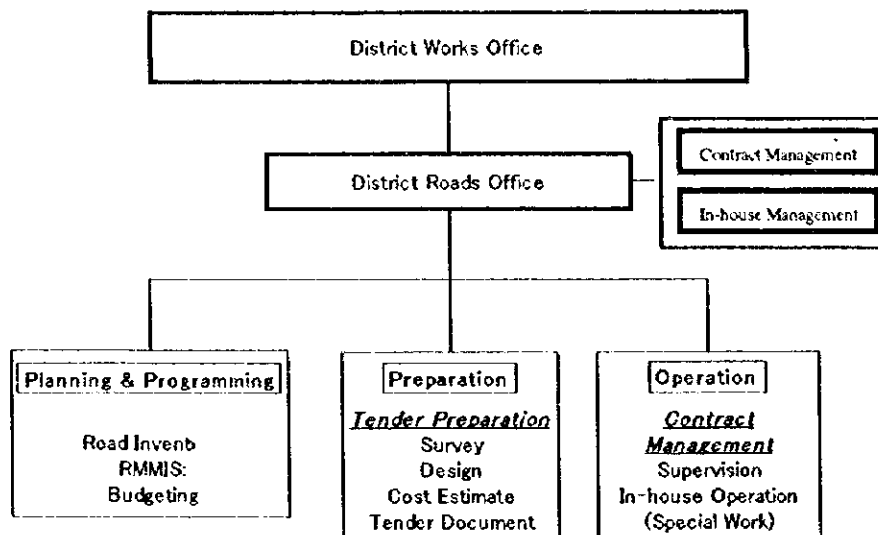 District Works Office
District Roads Office
Contract Management
In-house Management
Planning & Programming
Road Invent
RMMIS:
Budgeting
Preparation
Tender Preparation
Survey
Design
Cost Estimate
Tender Document
Operation
Contract
Management
Supervision
In-house Operation
(Special Work)